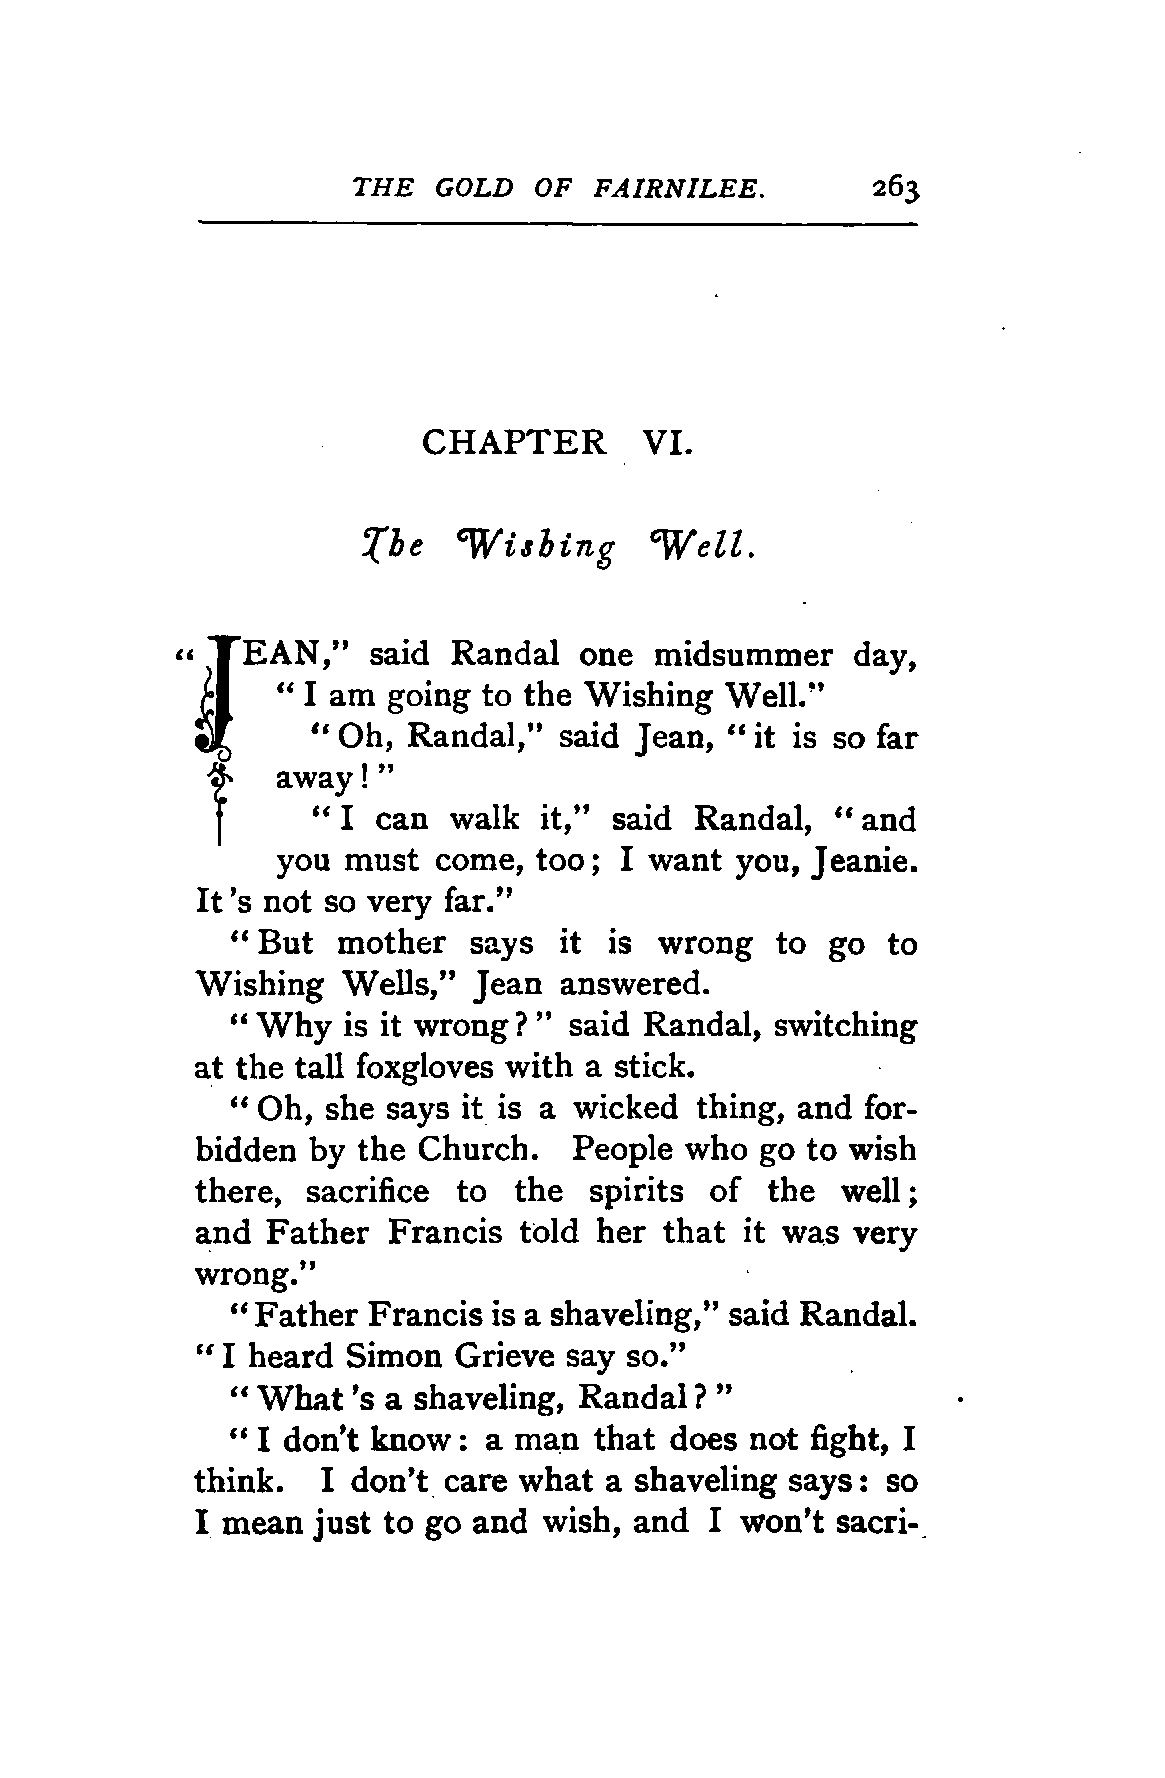 THE GOLD OF FAIRNILEE. 263
CHAPTER VI.
The Wishing Well.
"JEAN," said Randal one midsummer day,
"I am going to the Wishing Well."
"Oh, Randal," said Jean, "it is so far
away!"
"I can walk it," said Randal, "and
you must come, too; I want you, Jeanie.
It's not so very far."
"But mother says it is wrong to go to
Wishing Wells," Jean answered.
"Why is it wrong?" said Randal, switching
at the tall foxgloves with a stick.
"Oh, she says it is a wicked thing, and for-
bidden by the Church. People who go to wish
there, sacrifice to the spirits of the well;
and Father Francis told her that it was very
wrong."
"Father Francis is a shaveling," said Randal.
"I heard Simon Grieve say so."
"What's a shaveling, Randal?"
"I don't know: a man that does not fight, I
think. I don't care what a shaveling says: so
I mean just to go and wish, and I won't sacri-